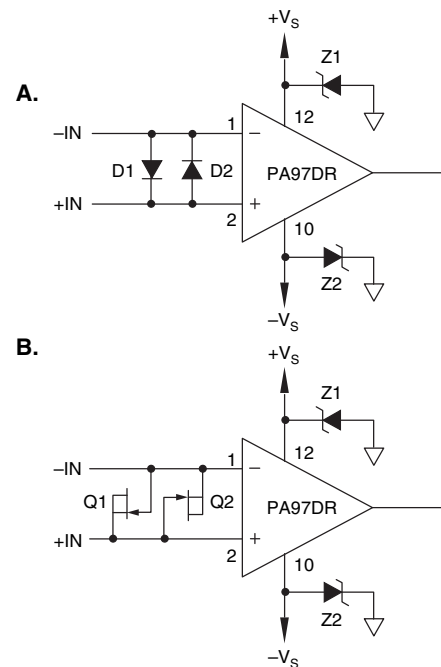 +VS
Z1
A.
12
–IN
1
–
D1
D2
PA97DR
+IN
+
2
10
Z2
–VS
B.
+VS
Z1
12
–IN
1
–
Q1
Q2
PA97DR
+IN
+
2
10
Z2
–VS